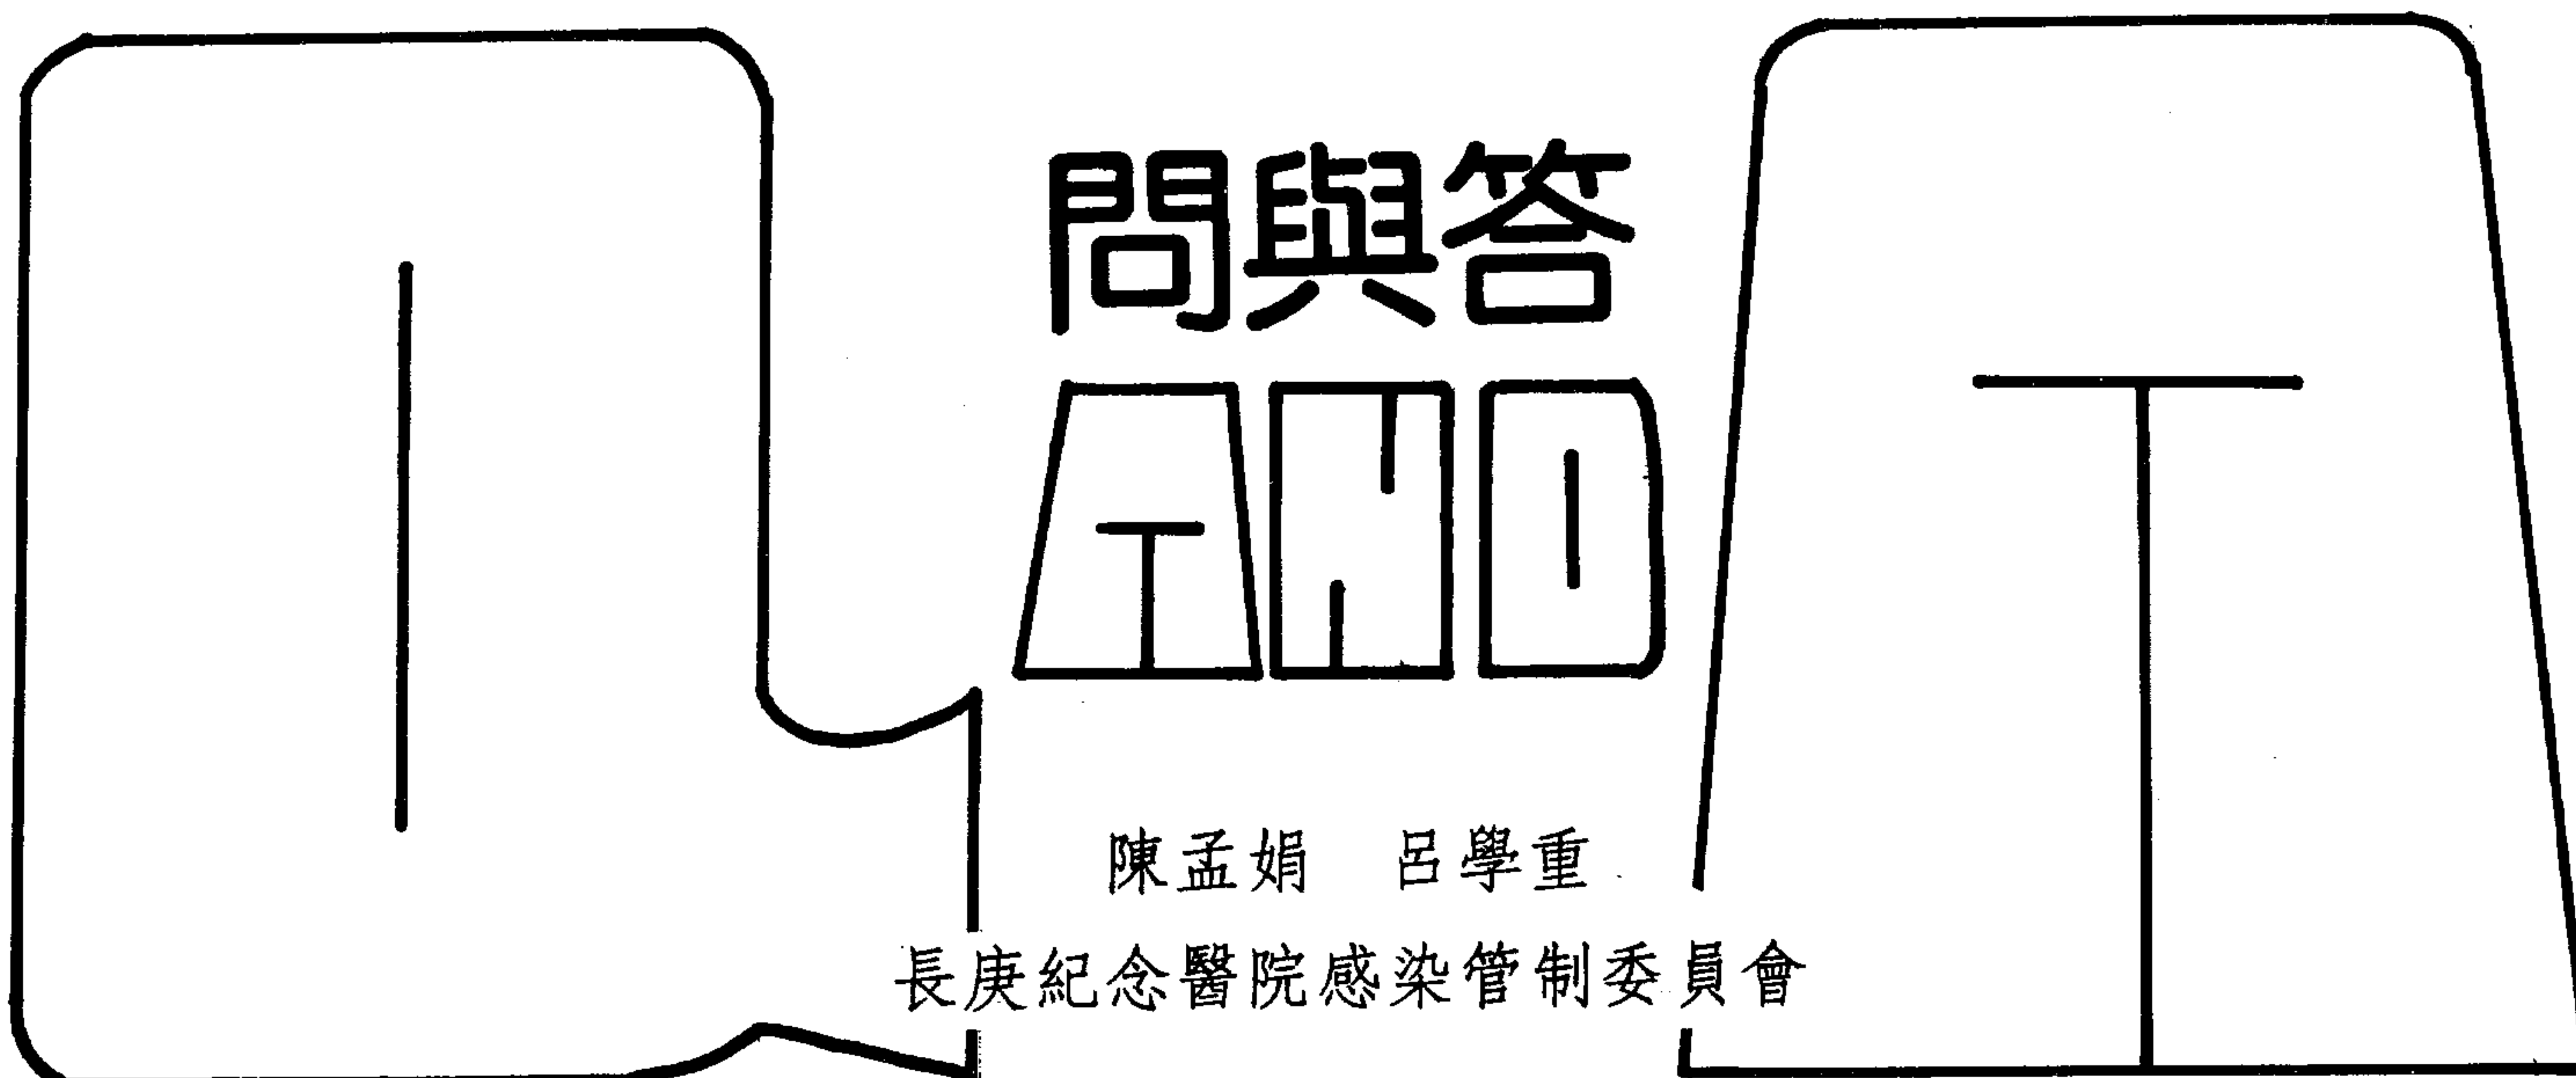 Q
問與答
AND
A
陳孟娟 呂學重
長庚紀念醫院感染管制委員會